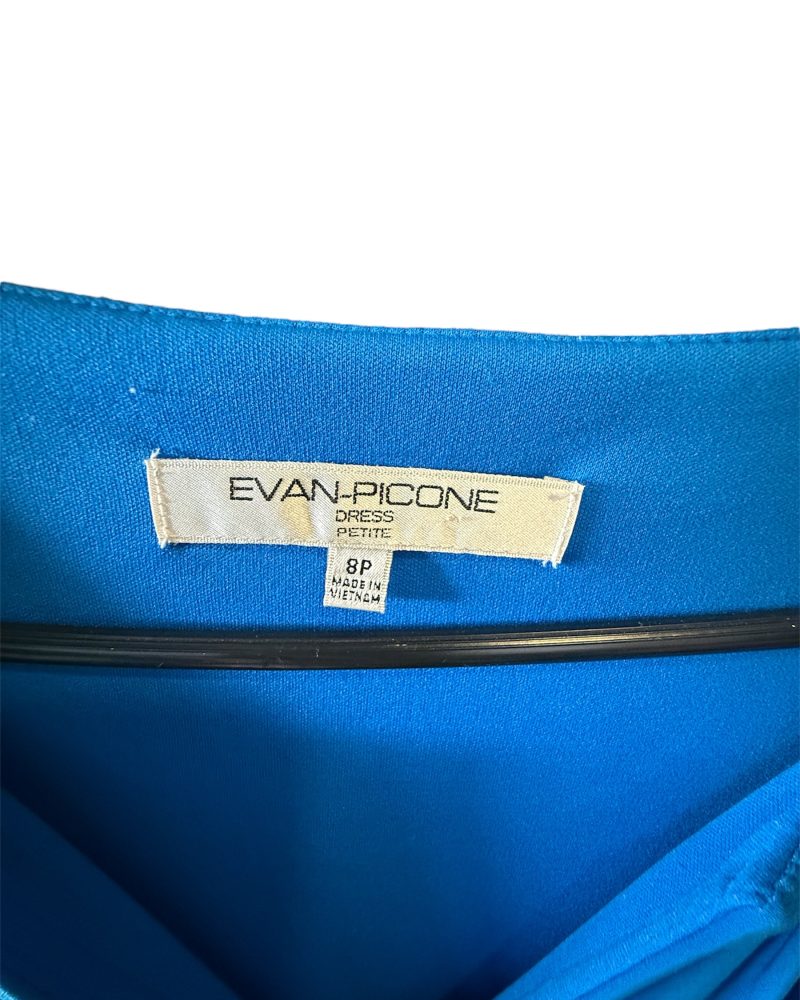 EVAN-PICONE
DRESS
PETITE
8P
MADE IN
VIETNAM